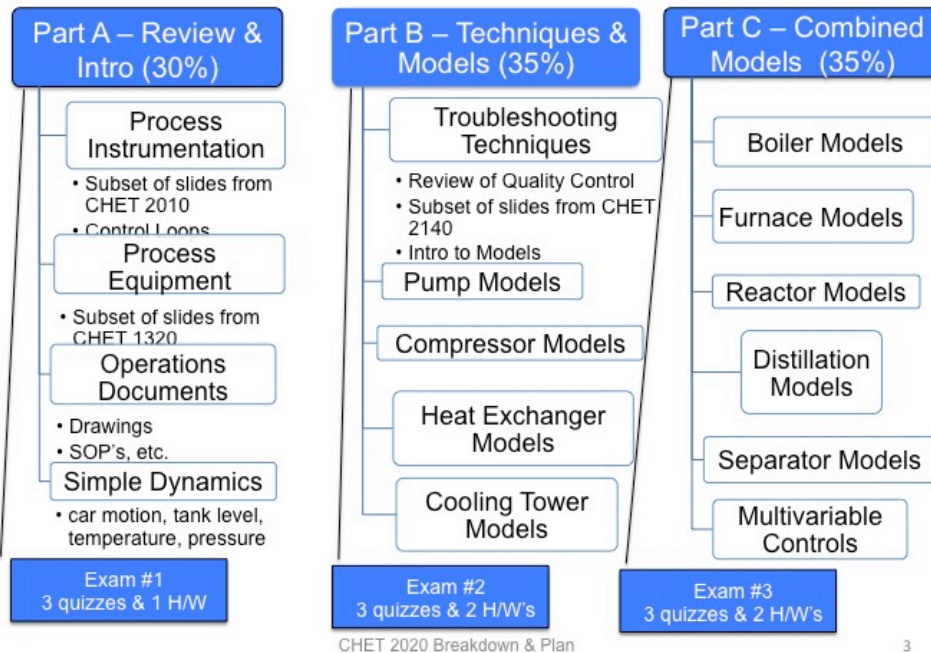 Part A – Review &
Intro (30%)
Process
Instrumentation
• Subset of slides from
CHET 2010
• Control Loops
Process
Equipment
• Subset of slides from
CHET 1320
Operations
Documents
• Drawings
• SOP's, etc.
Simple Dynamics
• car motion, tank level,
temperature, pressure
Exam #1
3 quizzes & 1 H/W
Part B – Techniques &
Models (35%)
Troubleshooting
Techniques
• Review of Quality Control
• Subset of slides from CHET
2140
• Intro to Models
Pump Models
Compressor Models
Heat Exchanger
Models
Cooling Tower
Models
Exam #2
3 quizzes & 2 H/W's
Part C – Combined
Models (35%)
Boiler Models
Furnace Models
Reactor Models
Distillation
Models
Separator Models
Multivariable
Controls
Exam #3
3 quizzes & 2 H/W's
CHET 2020 Breakdown & Plan
3